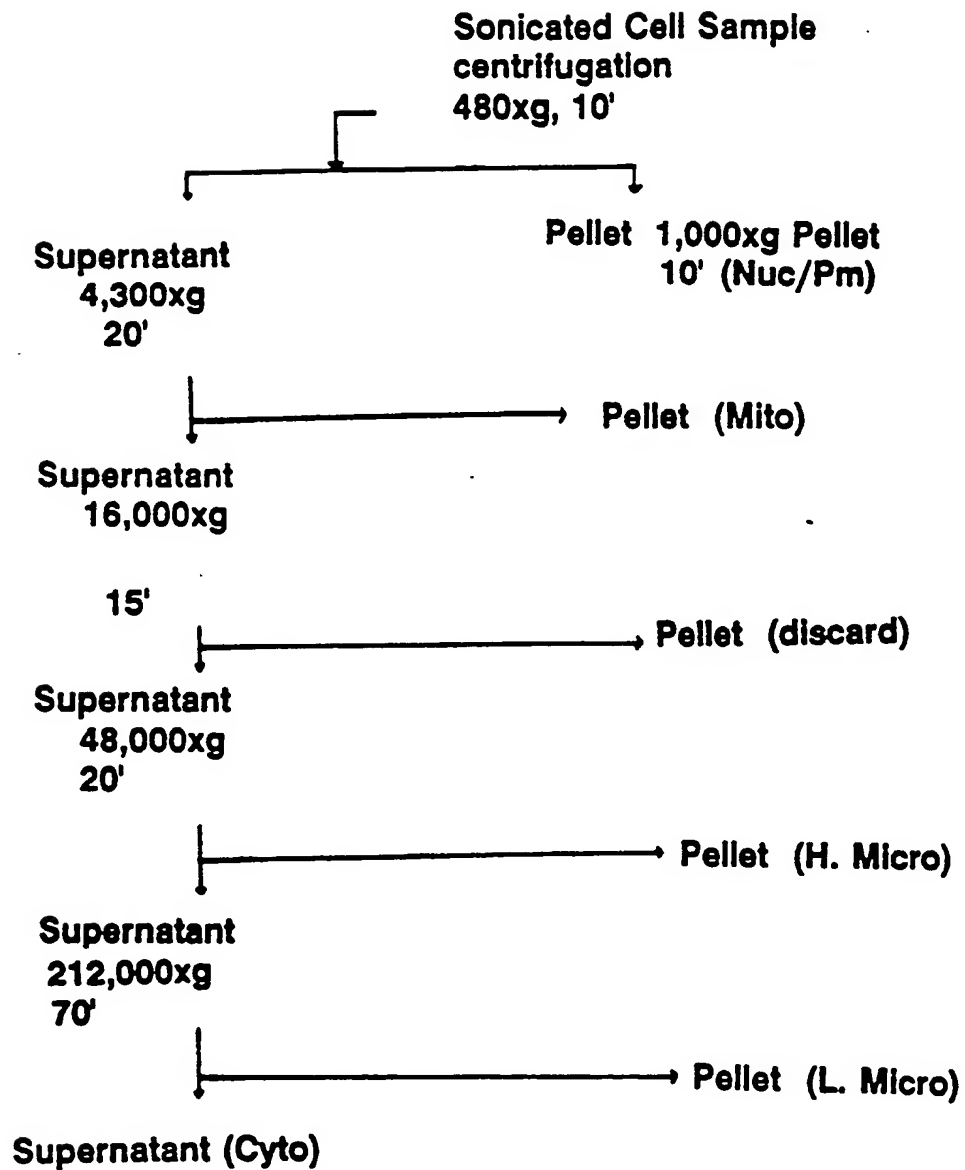 Sonicated Cell Sample
centrifugation
480xg, 10'
Supernatant
4,300xg
20'
Pellet 1,000xg Pellet
10' (Nuc/Pm)
Pellet (Mito)
Supernatant
16,000xg
15'
Pellet (discard)
Supernatant
48,000xg
20'
Pellet (H. Micro)
Supernatant
212,000xg
70'
Pellet (L. Micro)
Supernatant (Cyto)